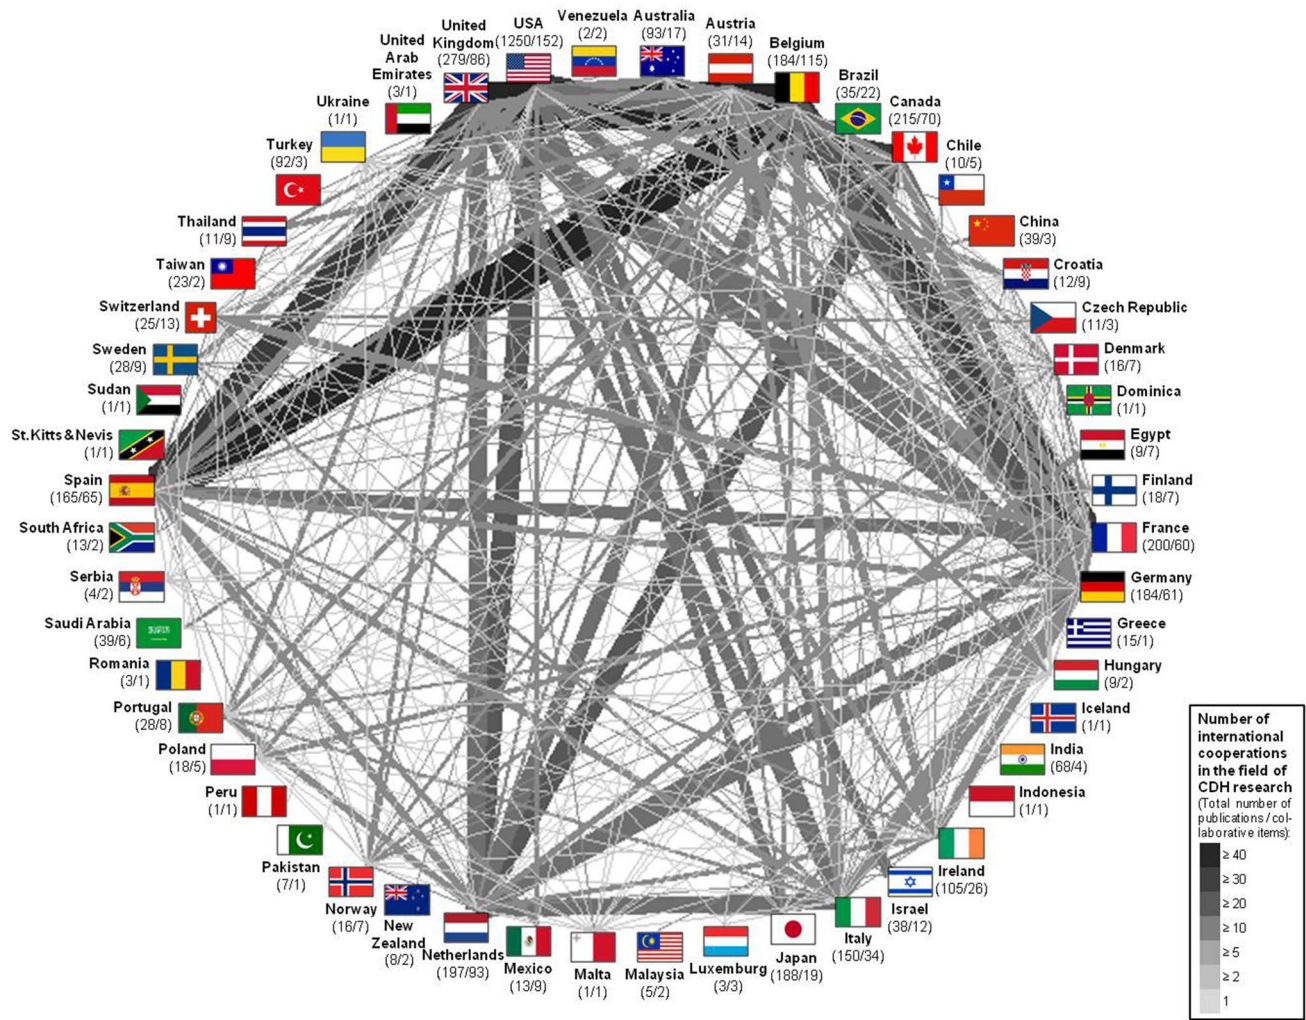 Venezuela
(2/2)
Australia
(93/17)
USA
(1250/152)
Austria
(31/14)
United
Kingdom
(279/86)
Belgium
(184/115)
United
Arab
Emirates
(3/1)
Brazil
(35/22)
Ukraine
(1/1)
Canada
(215/70)
Turkey
(92/3)
Chile
(10/5)
Thailand
(11/9)
China
(39/3)
Taiwan
(23/2)
Croatia
(12/9)
Switzerland
(25/13)
Czech Republic
(11/3)
Sweden
(28/9)
Denmark
(16/7)
Sudan
(1/1)
Dominica
(1/1)
St.Kitts&Nevis
(1/1)
Egypt
(9/7)
Spain
(165/65)
Finland
(18/7)
South Africa
(13/2)
France
(200/60)
Serbia
(4/2)
Germany
(184/61)
Saudi Arabia
(39/6)
Greece
(15/1)
Romania
(3/1)
Hungary
(9/2)
Portugal
(28/8)
Iceland
(1/1)
Poland
(18/5)
India
(68/4)
Peru
(1/1)
Indonesia
(1/1)
Pakistan
(7/1)
Ireland
(105/26)
Norway
(16/7)
Israel
(38/12)
New
Zealand
(8/2)
Italy
(150/34)
Netherlands
(197/93)
Mexico
(13/9)
Malta
(1/1)
Malaysia
(5/2)
Luxemburg
(3/3)
Japan
(188/19)
Number of
international
cooperations
in the field of
CDH research
(Total number of
publications / col-
laborative items):
≥ 40
≥ 30
≥ 20
≥ 10
≥ 5
≥ 2
1